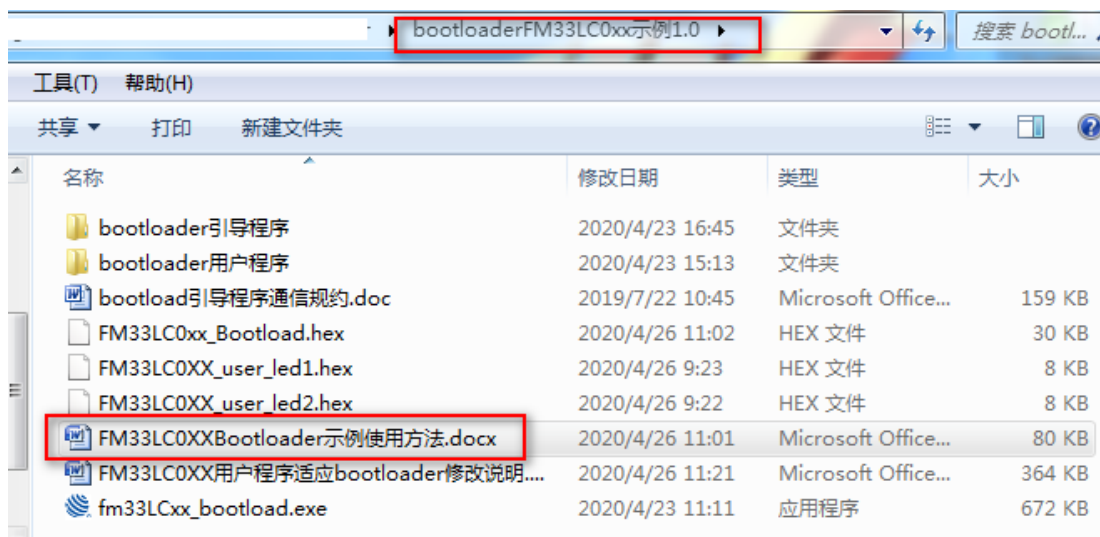 bootloaderFM33LC0xx示例1.0 搜索 bootl...
工具(T) 帮助(H)
共享 打印 新建文件夹
名称 修改日期 类型 大小
bootloader引导程序 2020/4/23 16:45 文件夹
bootloader用户程序 2020/4/23 15:13 文件夹
bootload引导程序通信规约.doc 2019/7/22 10:45 Microsoft Office... 159 KB
FM33LC0xx_Bootload.hex 2020/4/26 11:02 HEX 文件 30 KB
FM33LC0XX_user_led1.hex 2020/4/26 9:23 HEX 文件 8 KB
FM33LC0XX_user_led2.hex 2020/4/26 9:22 HEX 文件 8 KB
FM33LC0XXBootloader示例使用方法.docx 2020/4/26 11:01 Microsoft Office... 80 KB
FM33LC0XX用户程序适应bootloader修改说明.... 2020/4/26 11:21 Microsoft Office... 364 KB
fm33LCxx_bootload.exe 2020/4/23 11:11 应用程序 672 KB